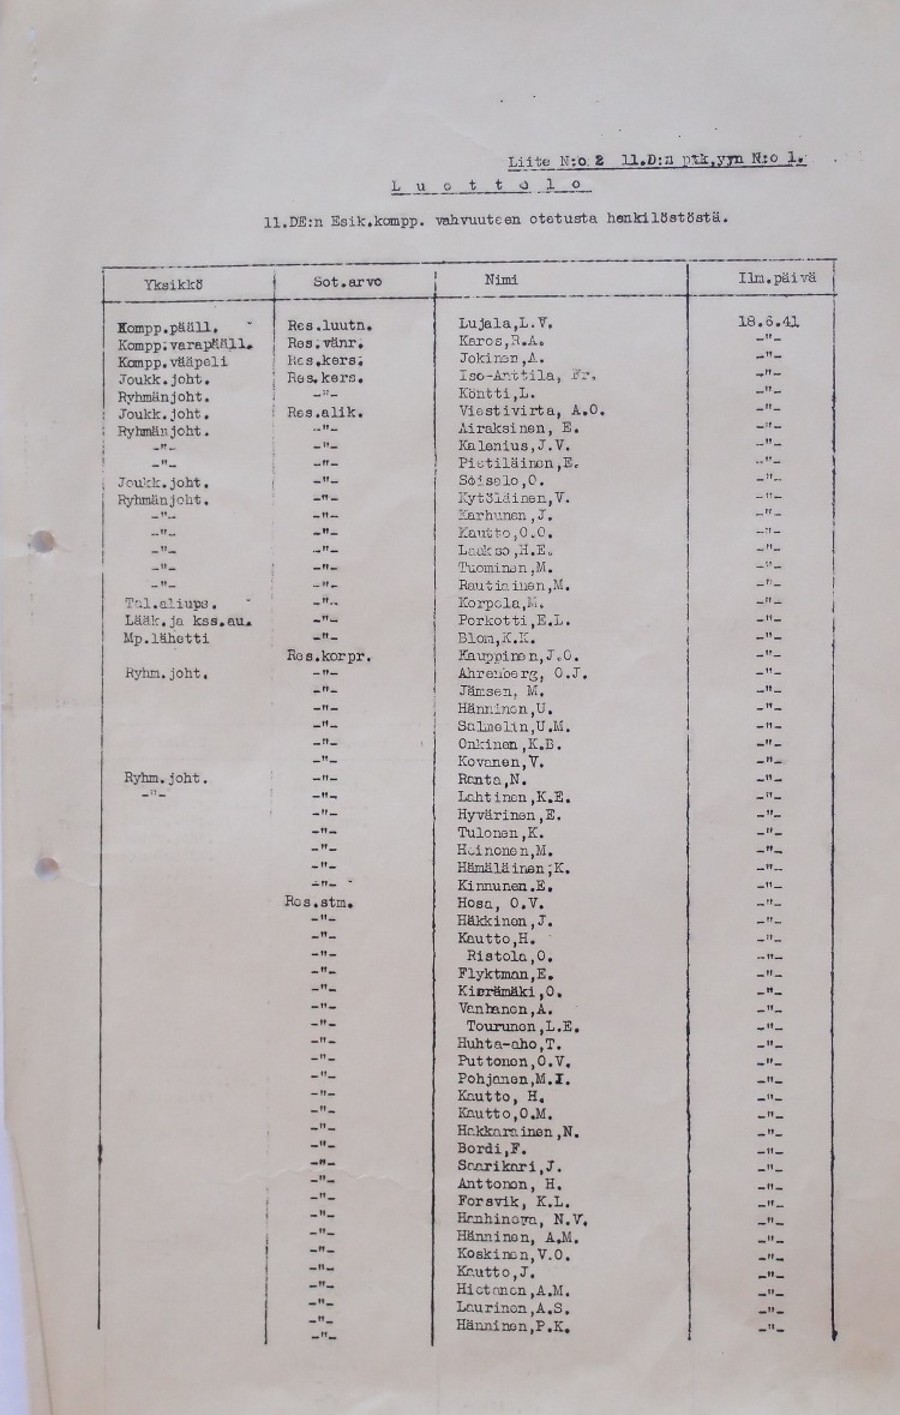 Liite N:o 2 11.D:n ptk,yyn N:o 1.
L u e t t e l o
11.DE:n Esik.kompp. vahvuuteen otetusta henkilöstöstä.
Yksikkö Sot.arvo Nimi Ilm.päivä
Kompp.pääll. Res.luutn. Lujala,L.V. 18.6.41
Kompp.varapääll. Res.vänr. Karos,R.A. -"-
Kompp.vääpeli Res.kers. Jokinen,A. -"-
Joukk.joht. Res.kers. Iso-Anttila, Fr. -"-
Ryhmänjoht. -"- Köntti,L. -"-
Joukk.joht. Res.alik. Viestivirta, A.O. -"-
Ryhmänjoht. -"- Airaksinen, E. -"-
-"- -"- Kalenius,J.V. -"-
-"- -"- Pietiläinen,E. -"-
Joukk.joht. -"- O. -"-
Ryhmänjoht. -"- Kytöläinen,V. -"-
-"- -"- Karhunen,J. -"-
-"- -"- Kautto,O.O. -"-
-"- -"- Laakso,H.E. -"-
-"- -"- Tuominen,M. -"-
-"- -"- Rautiainen,M. -"-
Tal.aliups. -"- Korpela,M. -"-
Lääk.ja kss.au. -"- Porkotti,E.L. -"-
Mp.lähetti -"- Blom,K.K. -"-
Res.korpr. Kauppinen,J.O. -"-
Ryhm.joht. -"- Ahrenberg, O.J. -"-
-"- Jämsen, M. -"-
-"- Hänninen,U. -"-
-"- Salmelin,U.M. -"-
-"- Onkinen,K.B. -"-
-"- Kovanen,V. -"-
Ryhm.joht. -"- Ranta,N. -"-
-"- -"- Lahtinen,K.E. -"-
-"- Hyvärinen,E. -"-
-"- Tulonen,K. -"-
-"- Heinonen,M. -"-
-"- Hämäläinen,K. -"-
-"- Kinnunen.E. -"-
Res.stm. Hosa, O.V. -"-
-"- Häkkinen,J. -"-
-"- Kautto,H. -"-
-"- Ristola,O. -"-
-"- Flyktman,E. -"-
-"- Kierämäki,O. -"-
-"- Vanhanen,A. -"-
-"- Tourunen,L.E. -"-
-"- Huhta-aho,T. -"-
-"- Puttonen,O.V. -"-
-"- Pohjanen,M.I. -"-
-"- Kautto, H. -"-
-"- Kautto,O.M. -"-
-"- Hakkarainen,N. -"-
-"- Bordi,F. -"-
-"- Saarikari,J. -"-
-"- Anttonen, H. -"-
-"- Forsvik, K.L. -"-
-"- Hanhineva, N.V. -"-
-"- Hänninen, A.M. -"-
-"- Koskinen,V.O. -"-
-"- Kautto,J. -"-
-"- Hietanen,A.M. -"-
-"- Laurinen,A.S. -"-
-"- Hänninen,P.K. -"-
-"-